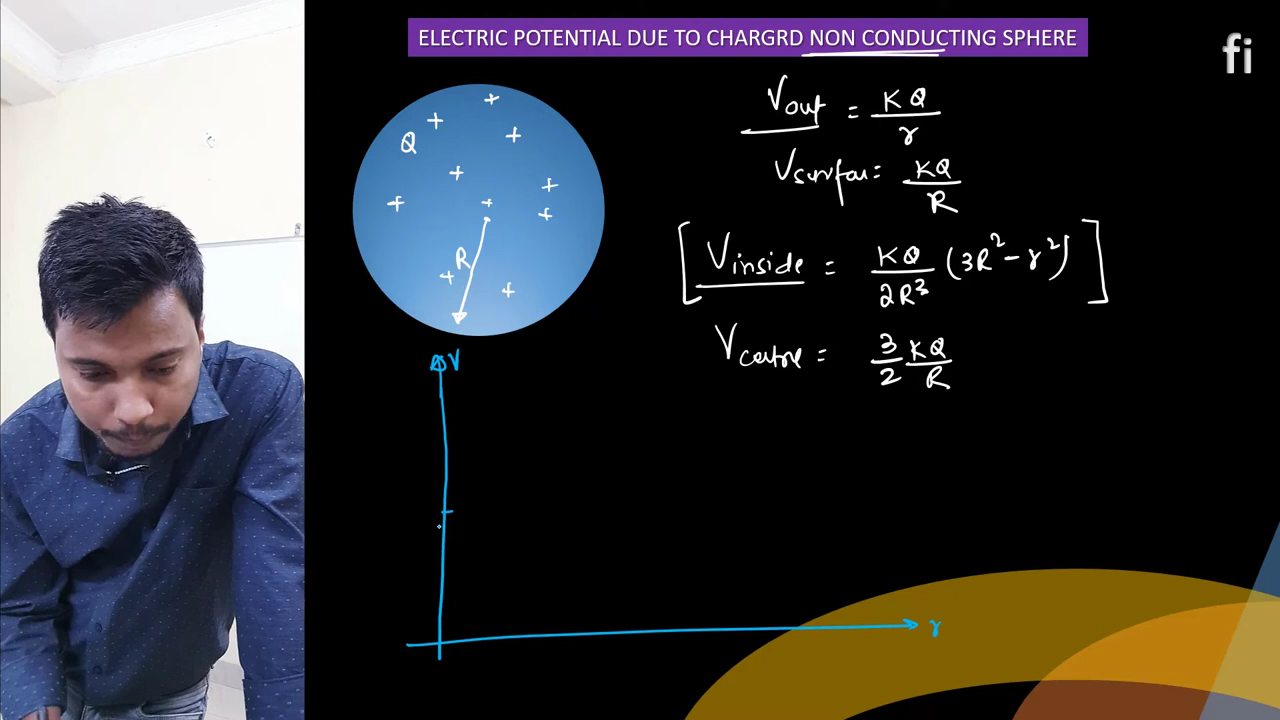 ELECTRIC POTENTIAL DUE TO CHARGRD NON CONDUCTING SPHERE
fi
Vout = KQ/r
Q
Vsurface = KQ/R
R
[Vinside = KQ/2R³ (3R² - r²)]
Vcentre = 3/2 KQ/R
V
r